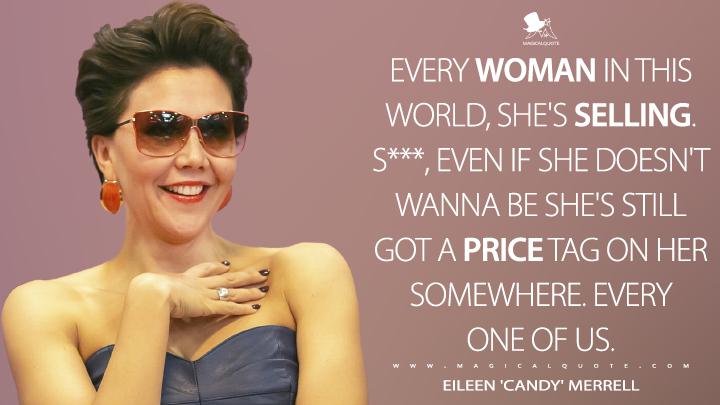 MAGICALQUOTE
EVERY WOMAN IN THIS
WORLD, SHE'S SELLING.
S***, EVEN IF SHE DOESN'T
WANNA BE SHE'S STILL
GOT A PRICE TAG ON HER
SOMEWHERE. EVERY
ONE OF US.
WWW.MAGICALQUOTE.COM
EILEEN 'CANDY' MERRELL